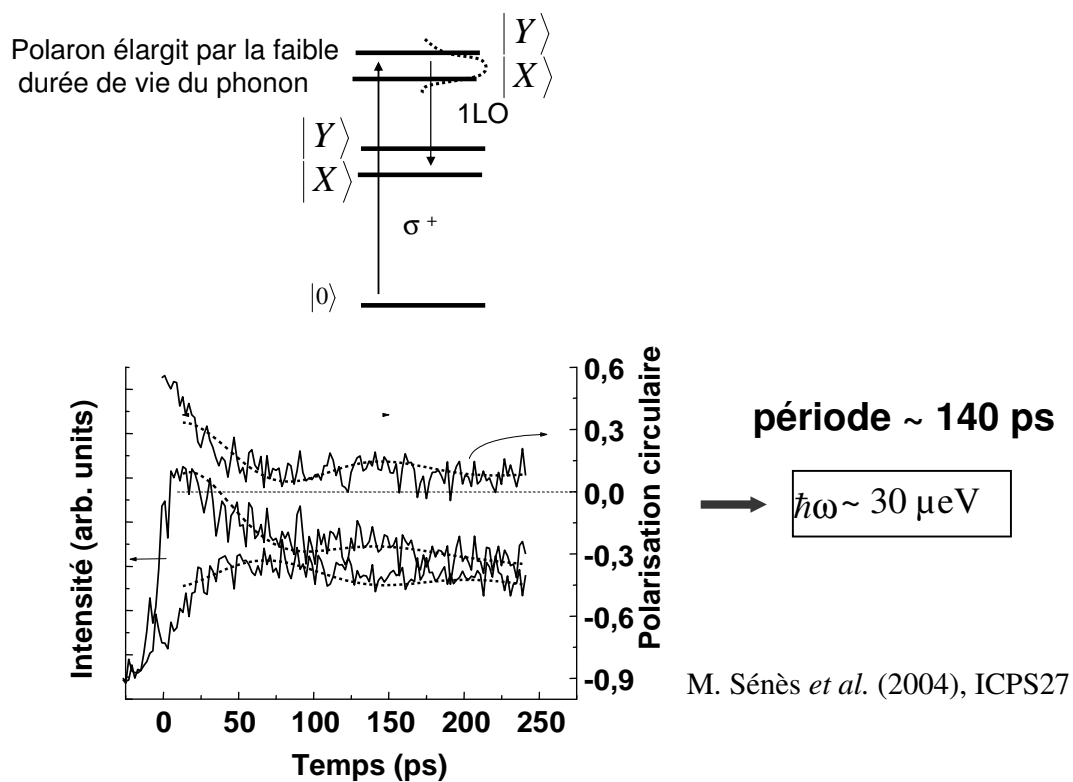 Polaron élargit par la faible
durée de vie du phonon
|Y⟩
|X⟩
1LO
|Y⟩
|X⟩
σ +
|0⟩
Intensité (arb. units)
0,6
0,3
0,0
-0,3
-0,6
-0,9
Polarisation circulaire
0 50 75 150 200 250
Temps (ps)
période ~ 140 ps
ħω ~ 30 µeV
M. Sénès et al. (2004), ICPS27